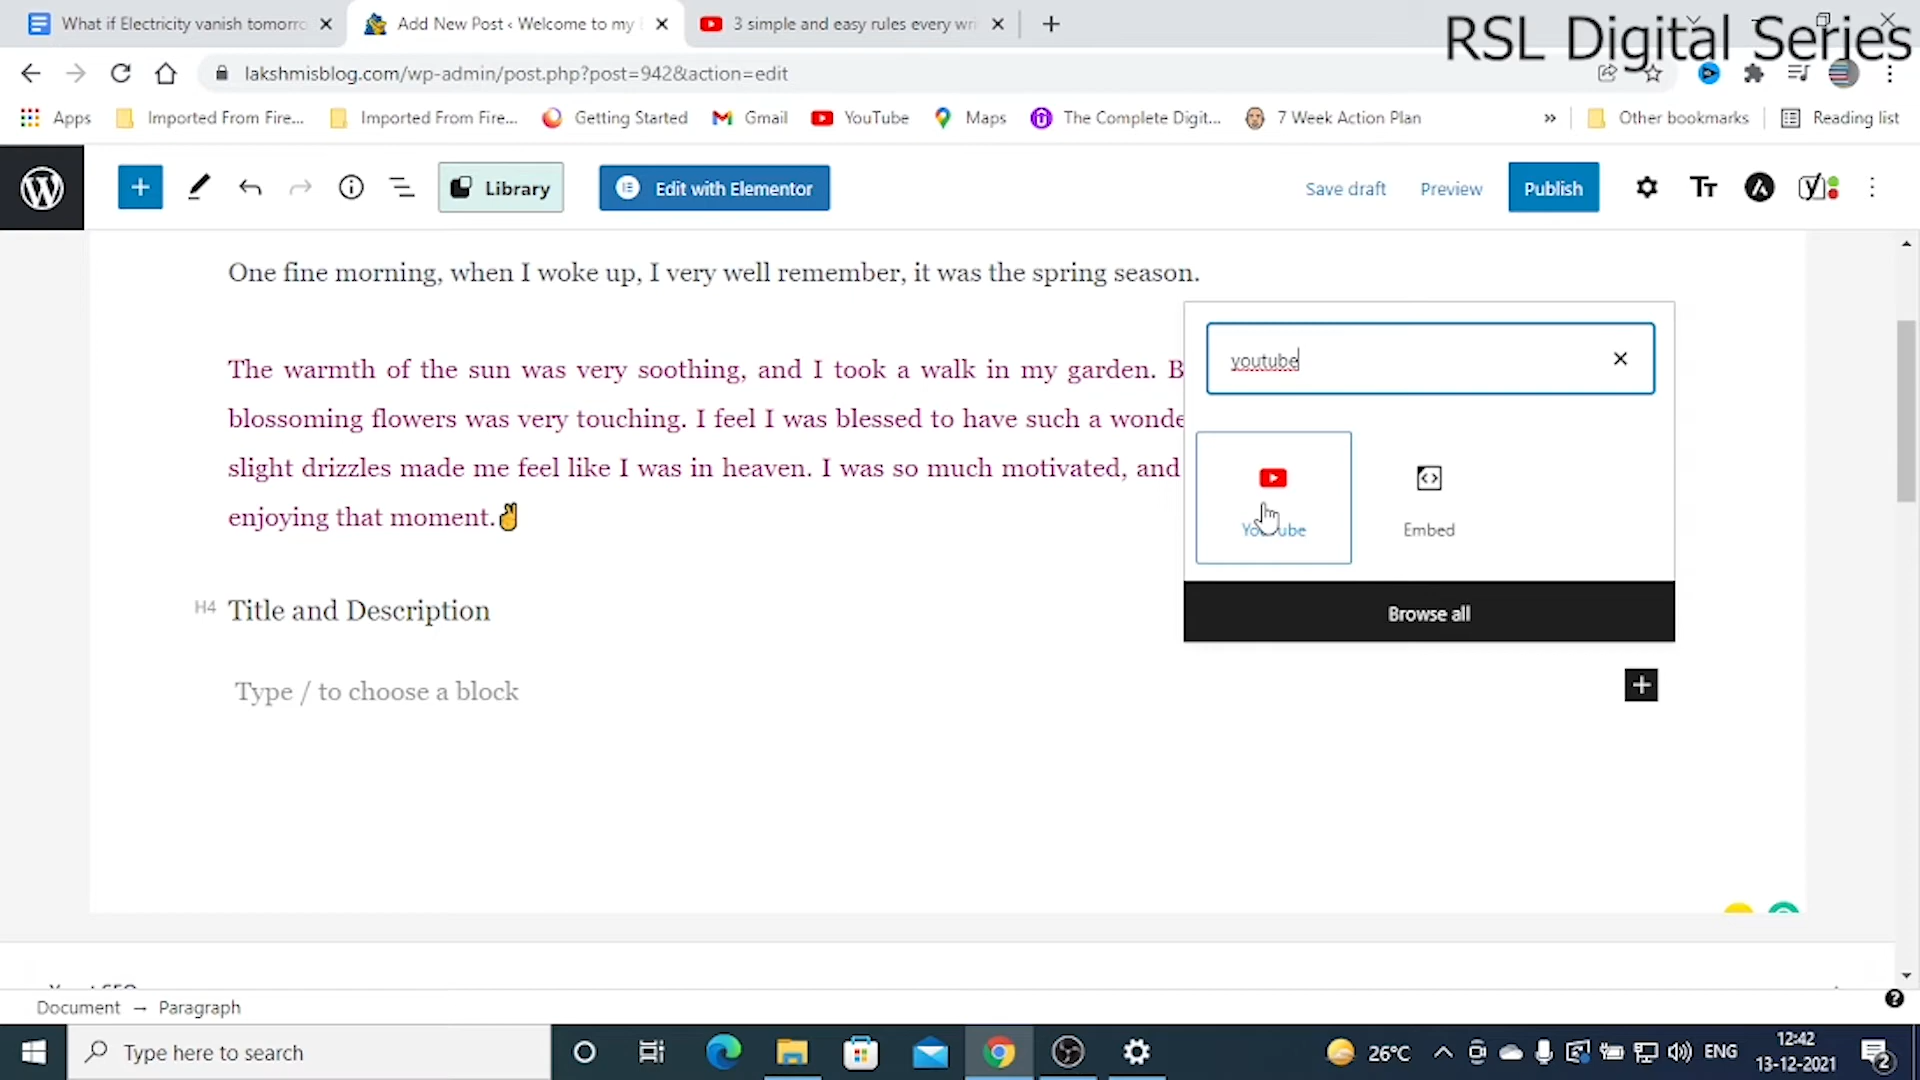 What if Electricity vanish tomorro
Add New Post ‹ Welcome to my
3 simple and easy rules every wri
RSL Digital Series
lakshmisblog.com/wp-admin/post.php?post=942&action=edit
Apps
Imported From Fire...
Imported From Fire...
Getting Started
Gmail
YouTube
Maps
The Complete Digit...
7 Week Action Plan
»
Other bookmarks
Reading list
Library
Edit with Elementor
Save draft
Preview
Publish
One fine morning, when I woke up, I very well remember, it was the spring season.
The warmth of the sun was very soothing, and I took a walk in my garden. B
blossoming flowers was very touching. I feel I was blessed to have such a wonde
slight drizzles made me feel like I was in heaven. I was so much motivated, and
enjoying that moment.✌
youtube
YouTube
Embed
Browse all
H4 Title and Description
Type / to choose a block
Document → Paragraph
Type here to search
26°C
ENG
12:42
13-12-2021
2